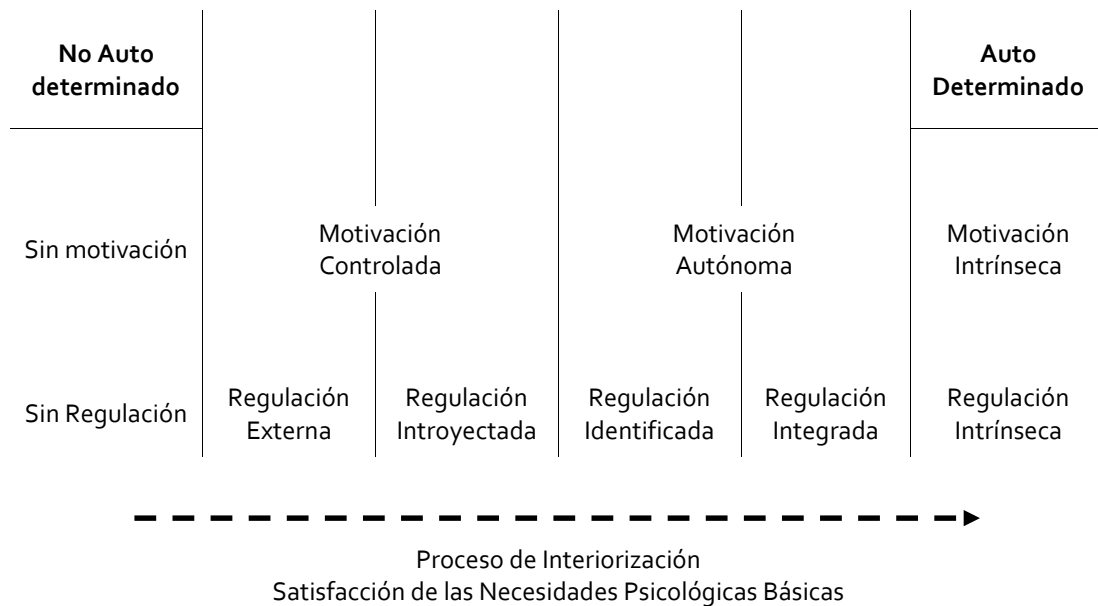 No Auto
determinado
Auto
Determinado
Sin motivación
Motivación
Controlada
Motivación
Autónoma
Motivación
Intrínseca
Sin Regulación
Regulación
Externa
Regulación
Introyectada
Regulación
Identificada
Regulación
Integrada
Regulación
Intrínseca
Proceso de Interiorización
Satisfacción de las Necesidades Psicológicas Básicas